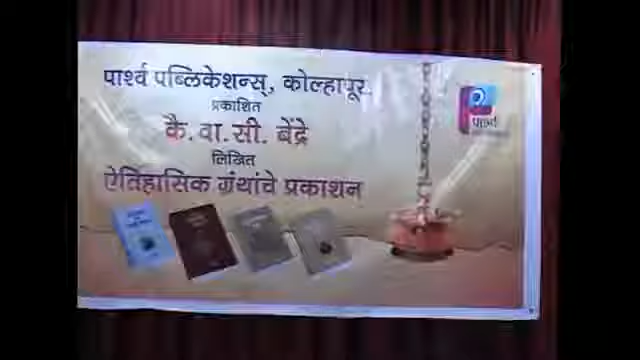 पार्श्व पब्लिकेशन्स, कोल्हापूर.
प्रकाशित
कै. वा. सी. बेंद्रे
लिखित
ऐतिहासिक ग्रंथांचे प्रकाशन
पार्श्व